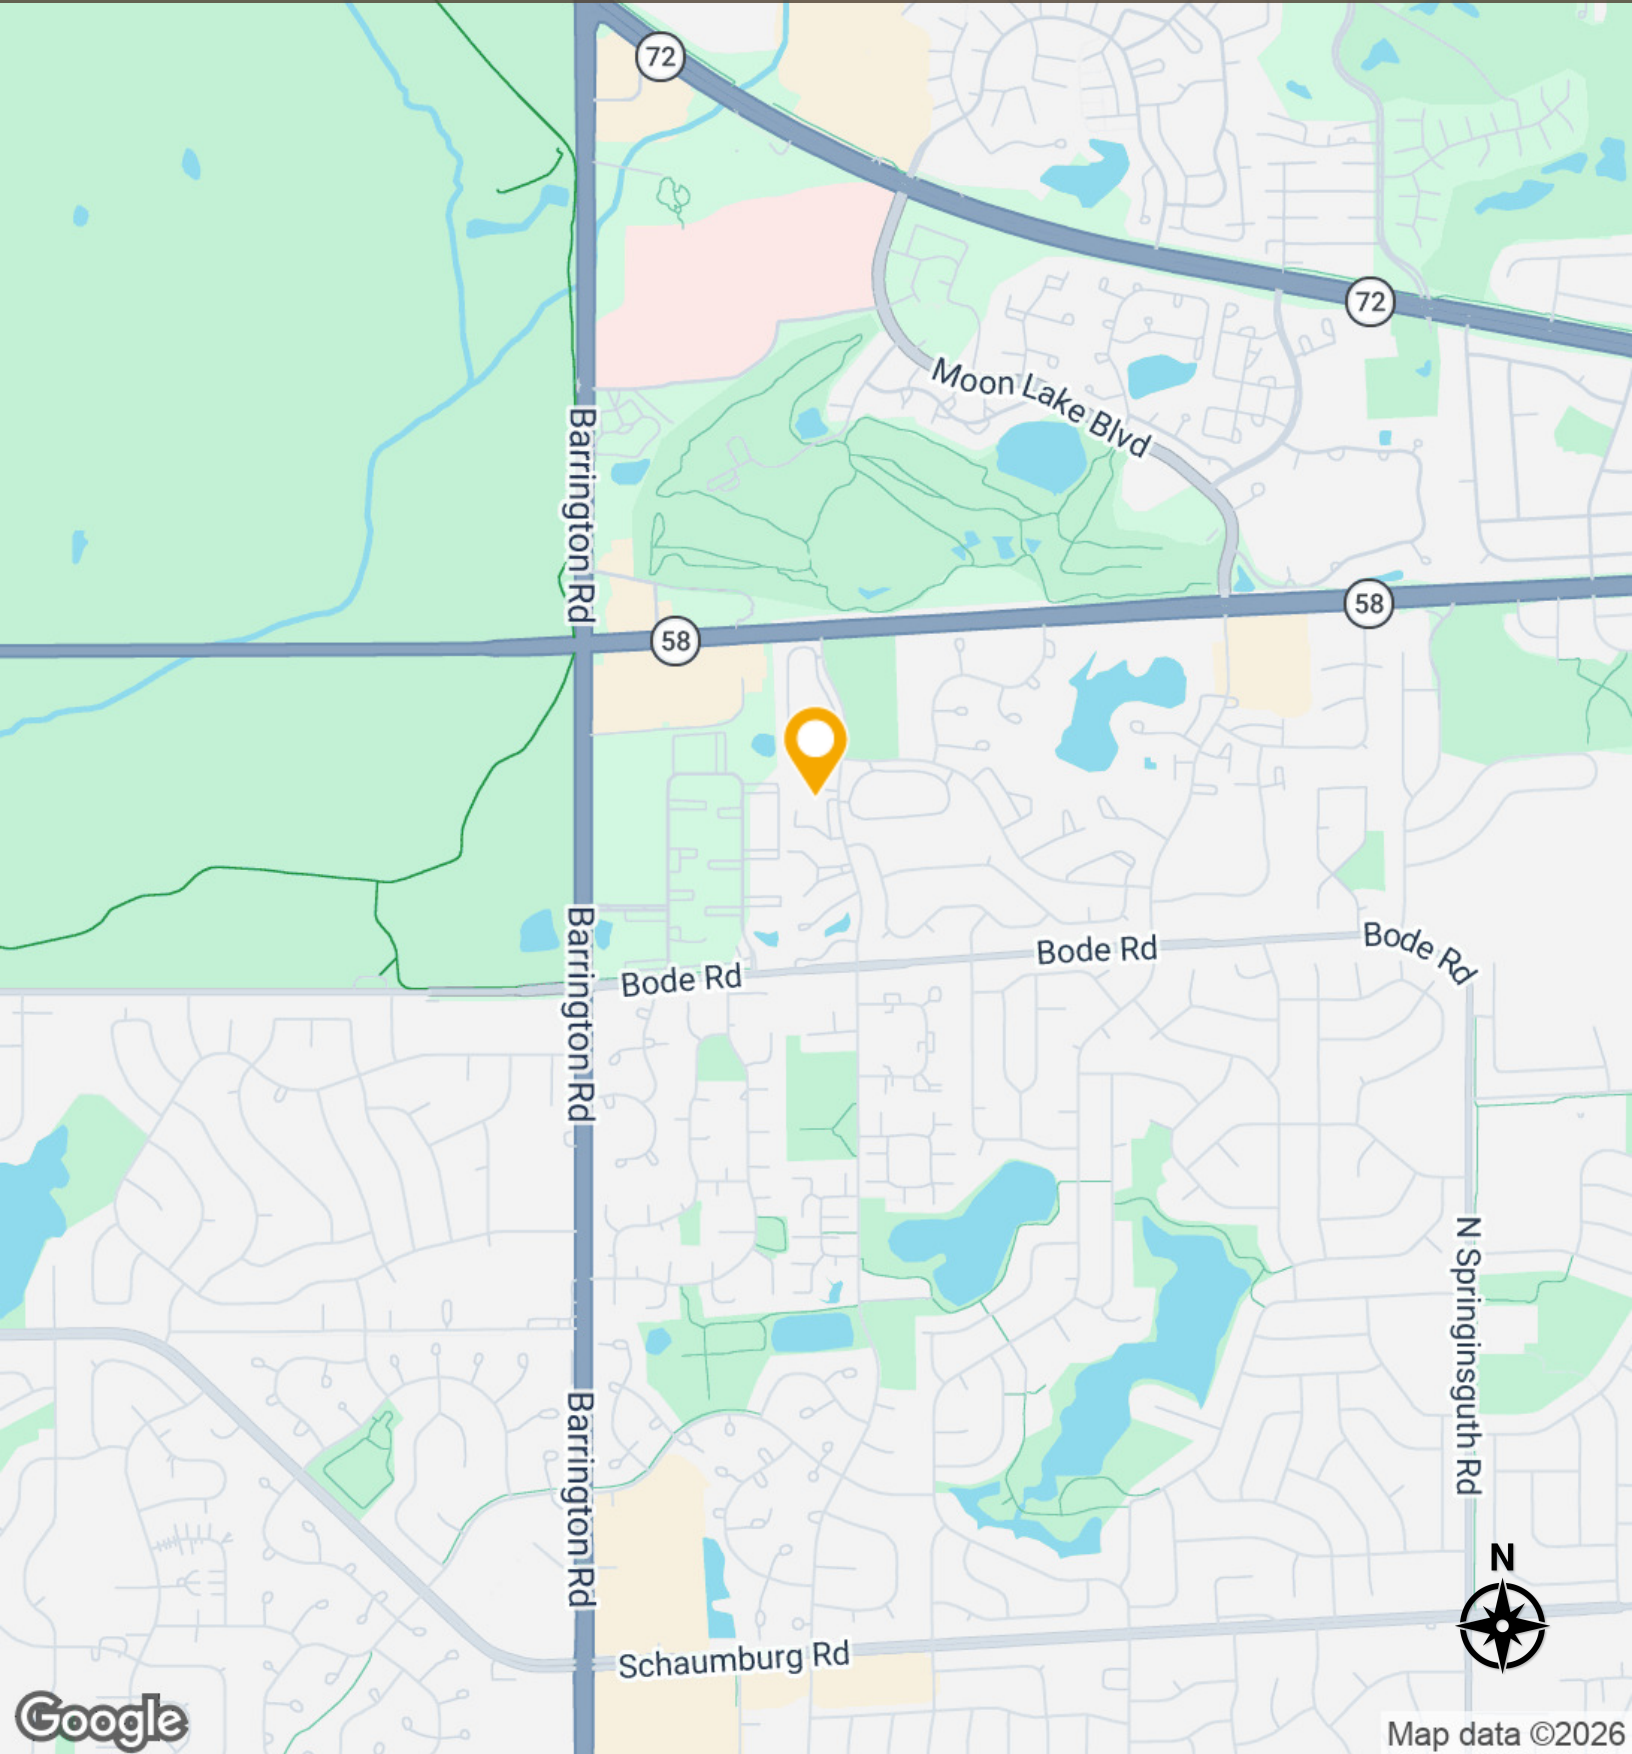 72
72
Moon Lake Blvd
Barrington Rd
58
58
Barrington Rd
Bode Rd
Bode Rd
Bode Rd
N Springinsguth Rd
Barrington Rd
N
Schaumburg Rd
Google
Map data ©2026